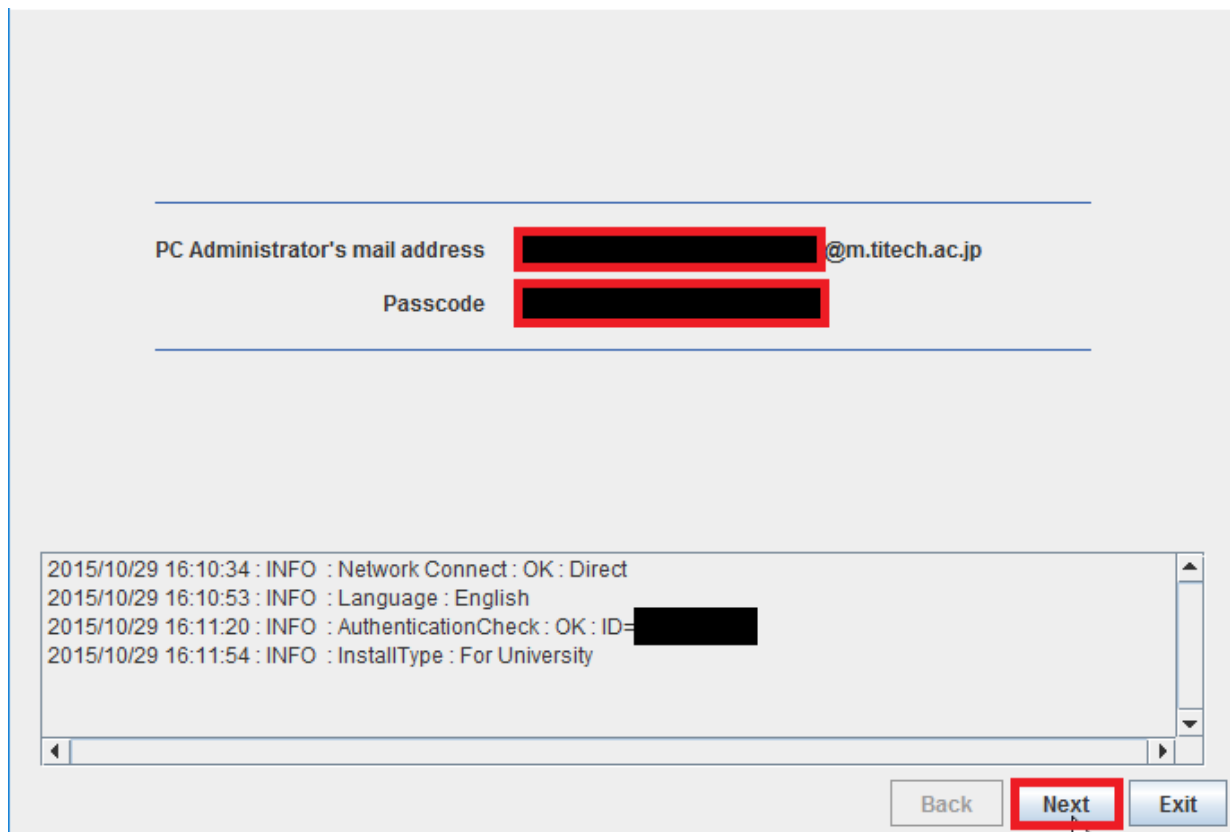 PC Administrator's mail address @m.titech.ac.jp
Passcode
2015/10/29 16:10:34 : INFO : Network Connect : OK : Direct
2015/10/29 16:10:53 : INFO : Language : English
2015/10/29 16:11:20 : INFO : AuthenticationCheck : OK : ID=
2015/10/29 16:11:54 : INFO : InstallType : For University
Back Next Exit